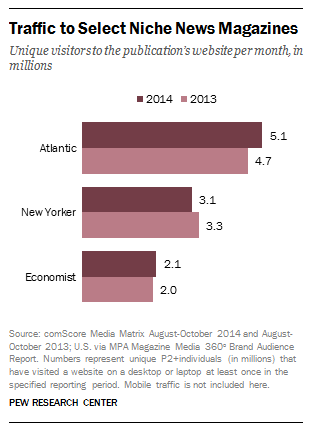 Traffic to Select Niche News Magazines
Unique visitors to the publication's website per month, in
millions
2014 2013
Atlantic
5.1
4.7
New Yorker
3.1
3.3
Economist
2.1
2.0
Source: comScore Media Matrix August-October 2014 and August-
October 2013; U.S. via MPA Magazine Media 360° Brand Audience
Report. Numbers represent unique P2+individuals (in millions) that
have visited a website on a desktop or laptop at least once in the
specified reporting period. Mobile traffic is not included here.
PEW RESEARCH CENTER